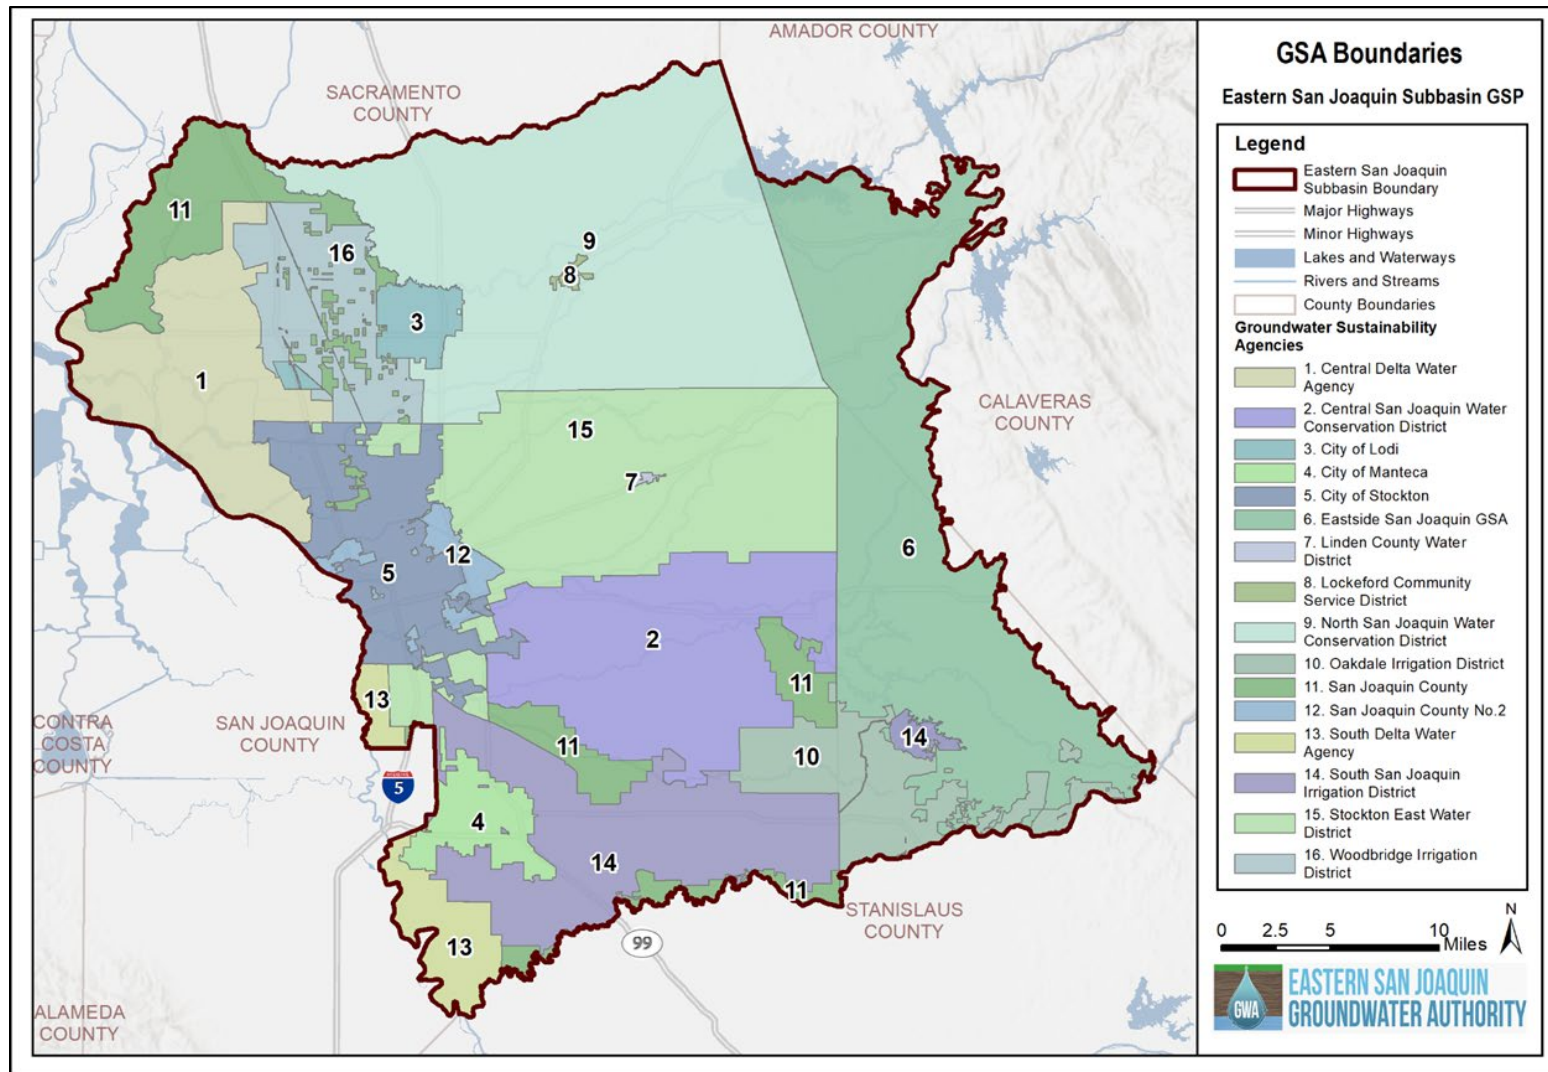 AMADOR COUNTY
SACRAMENTO
COUNTY
11
16
9
8
3
1
CALAVERAS
COUNTY
15
7
12
6
5
2
11
13
CONTRA
COSTA
COUNTY
SAN JOAQUIN
COUNTY
11
14
10
5
4
14
11
STANISLAUS
COUNTY
13
99
ALAMEDA
COUNTY
GSA Boundaries
Eastern San Joaquin Subbasin GSP
Legend
Eastern San Joaquin
Subbasin Boundary
Major Highways
Minor Highways
Lakes and Waterways
Rivers and Streams
County Boundaries
Groundwater Sustainability
Agencies
1. Central Delta Water
Agency
2. Central San Joaquin Water
Conservation District
3. City of Lodi
4. City of Manteca
5. City of Stockton
6. Eastside San Joaquin GSA
7. Linden County Water
District
8. Lockeford Community
Service District
9. North San Joaquin Water
Conservation District
10. Oakdale Irrigation District
11. San Joaquin County
12. San Joaquin County No.2
13. South Delta Water
Agency
14. South San Joaquin
Irrigation District
15. Stockton East Water
District
16. Woodbridge Irrigation
District
N
0 2.5 5 10
Miles
GWA
EASTERN SAN JOAQUIN
GROUNDWATER AUTHORITY